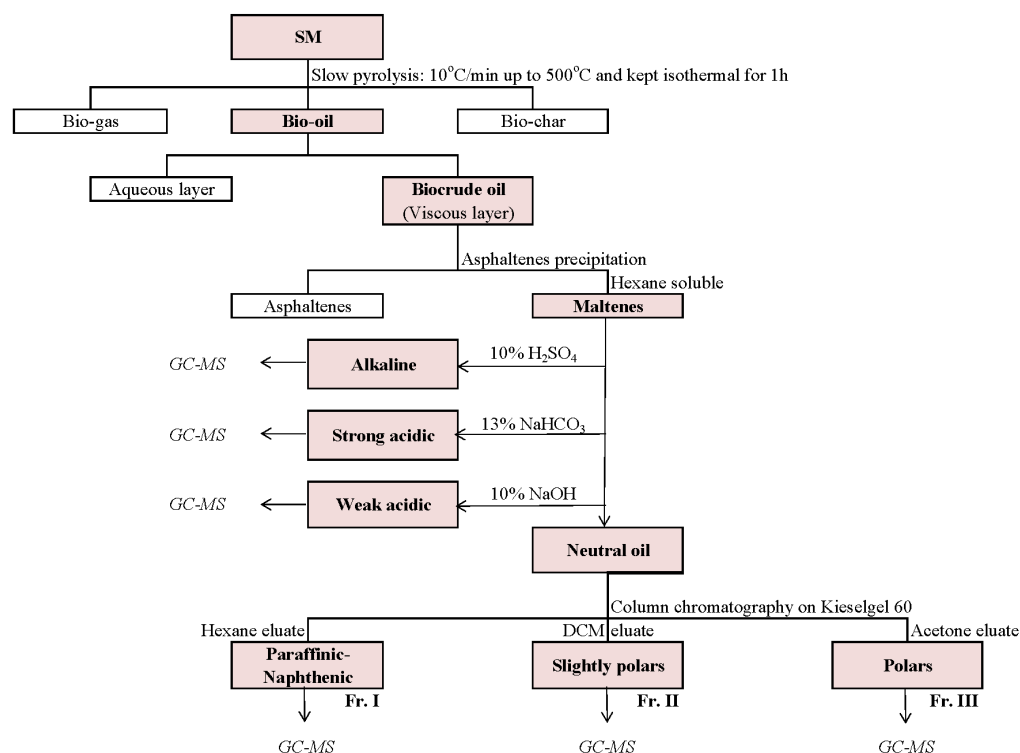 SM
Slow pyrolysis: 10°C/min up to 500°C and kept isothermal for 1h
Bio-gas
Bio-oil
Bio-char
Aqueous layer
Biocrude oil
(Viscous layer)
Asphaltenes precipitation
Hexane soluble
Asphaltenes
Maltenes
GC-MS
Alkaline
10% H₂SO₄
GC-MS
Strong acidic
13% NaHCO₃
GC-MS
Weak acidic
10% NaOH
Neutral oil
Column chromatography on Kieselgel 60
Hexane eluate
DCM eluate
Acetone eluate
Paraffinic-
Naphthenic
Slightly polars
Polars
Fr. I
Fr. II
Fr. III
GC-MS
GC-MS
GC-MS